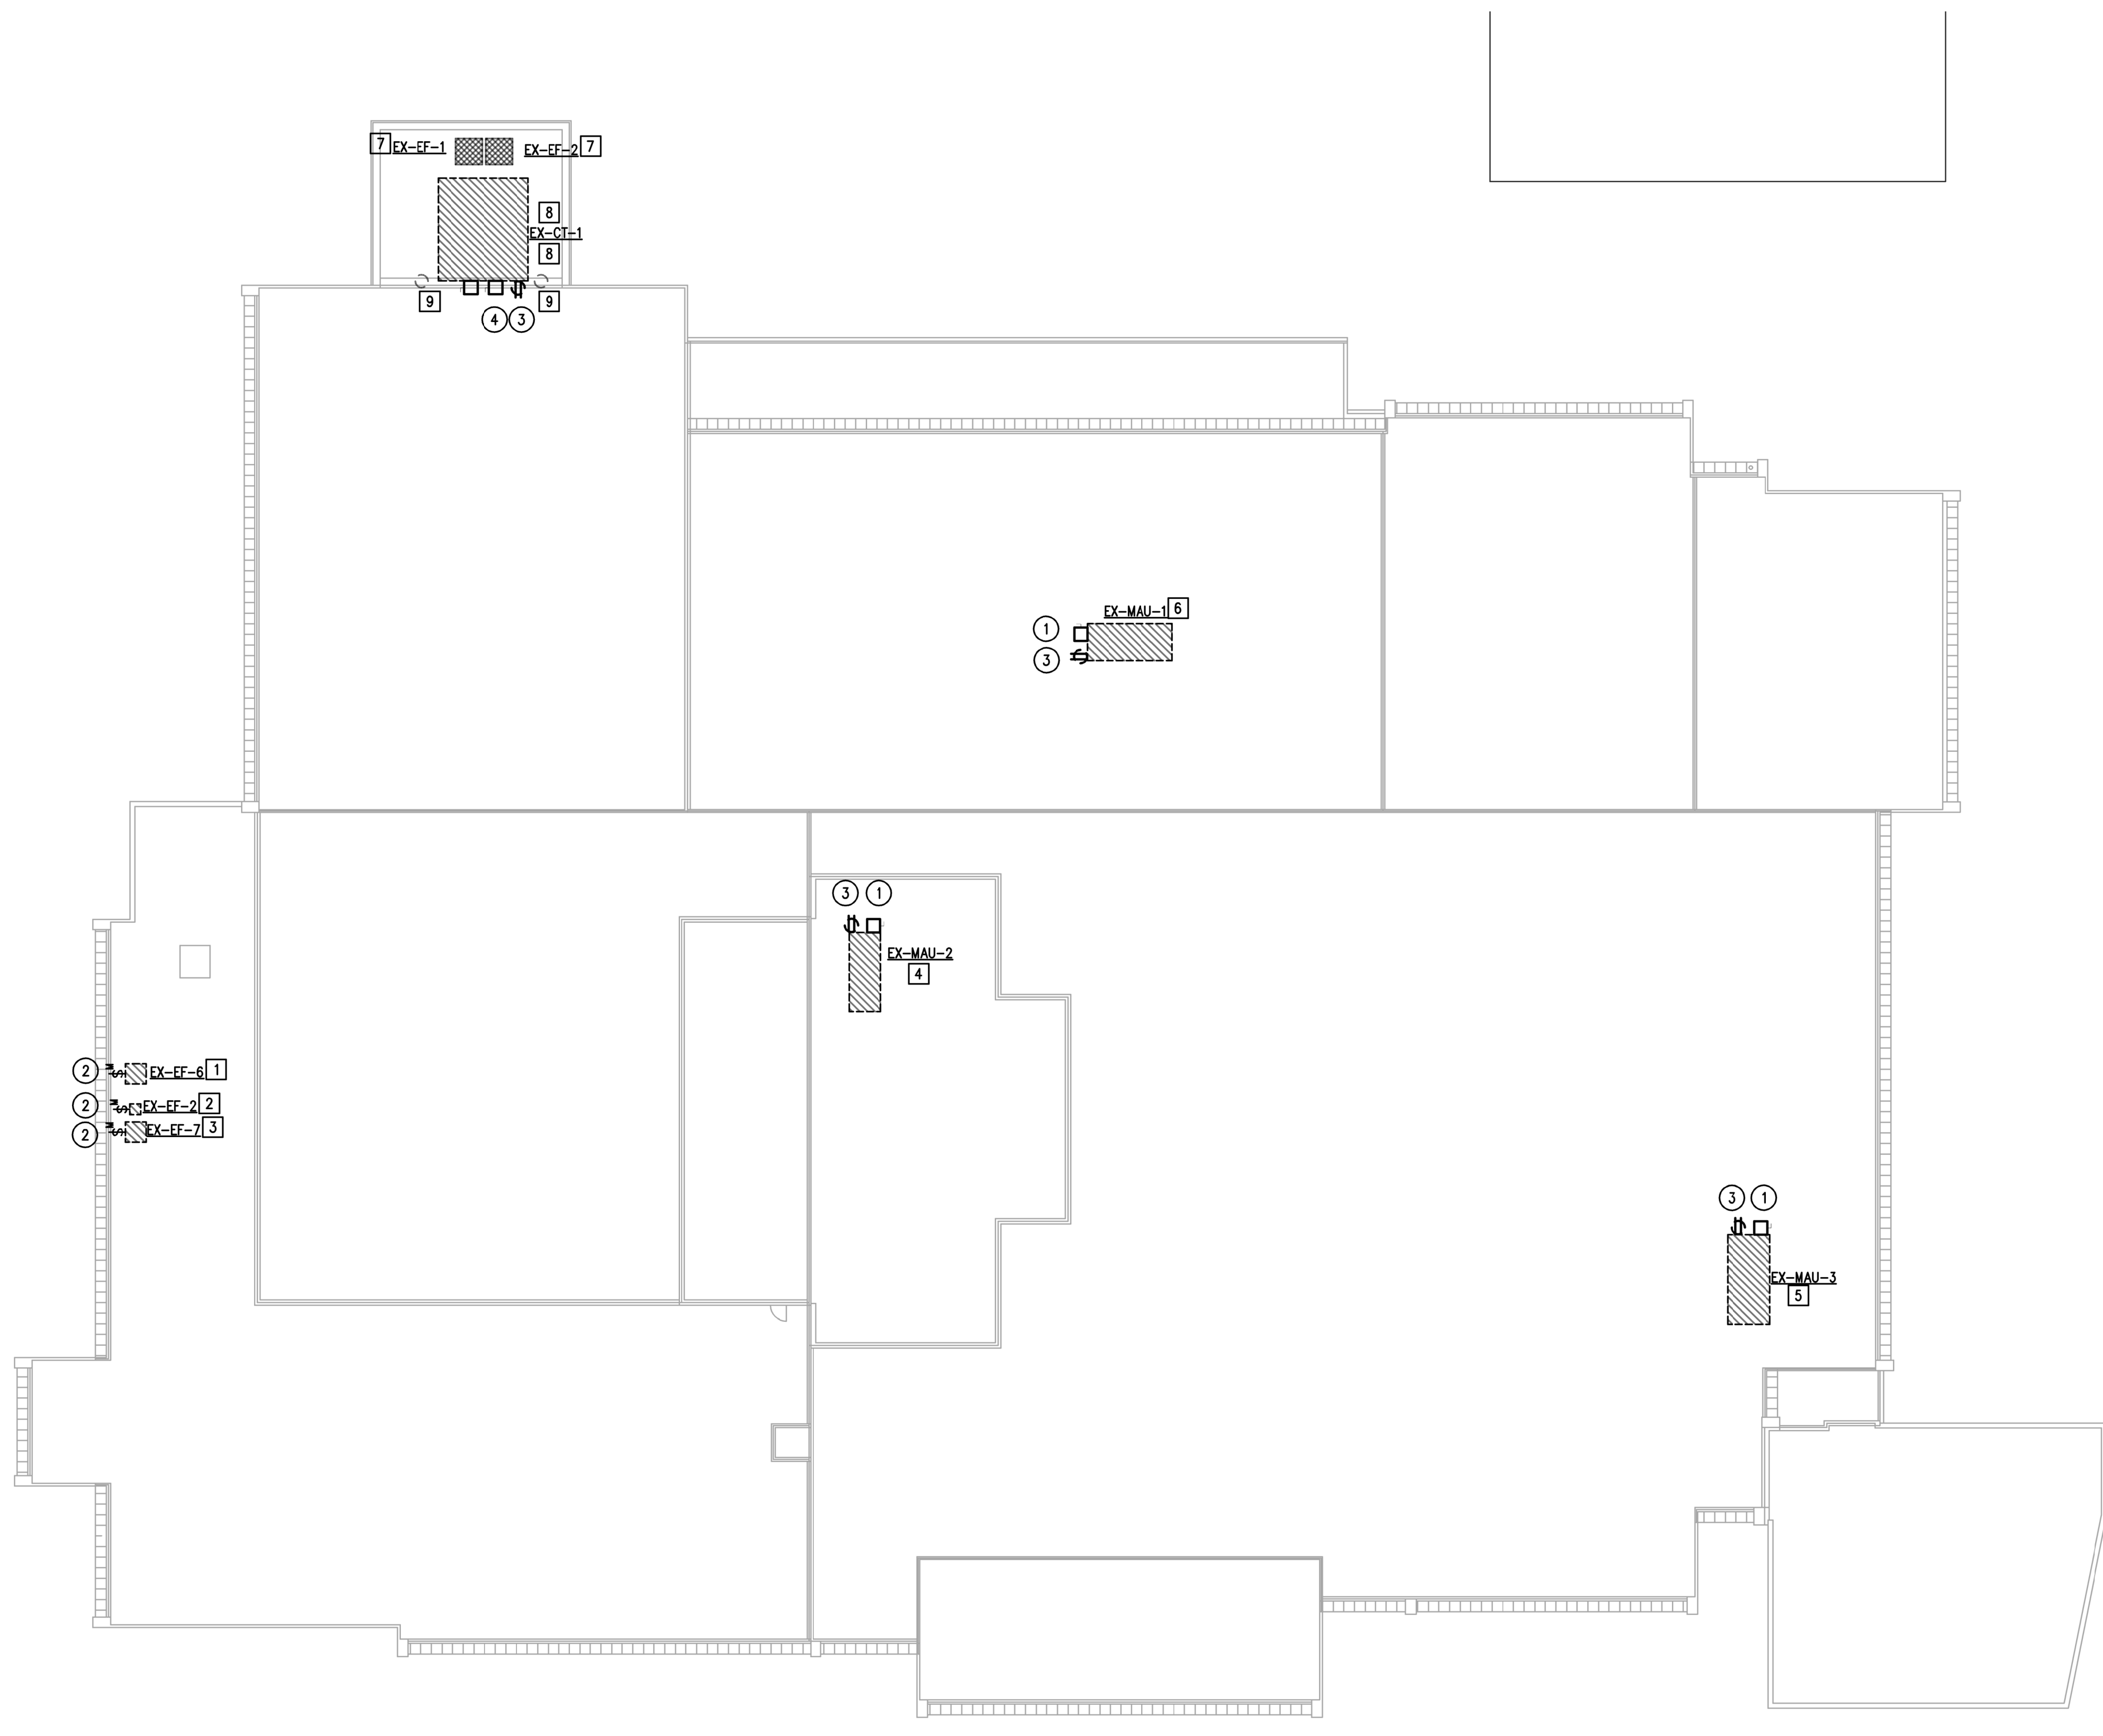 7 EX-EF-1
EX-EF-2 7
8
EX-CT-1
8
9
9
4 3
EX-MAU-1 6
1
3
3 1
EX-MAU-2
4
2 M S EX-EF-6 1
2 M S EX-EF-2 2
2 M S EX-EF-7 3
3 1
EX-MAU-3
5